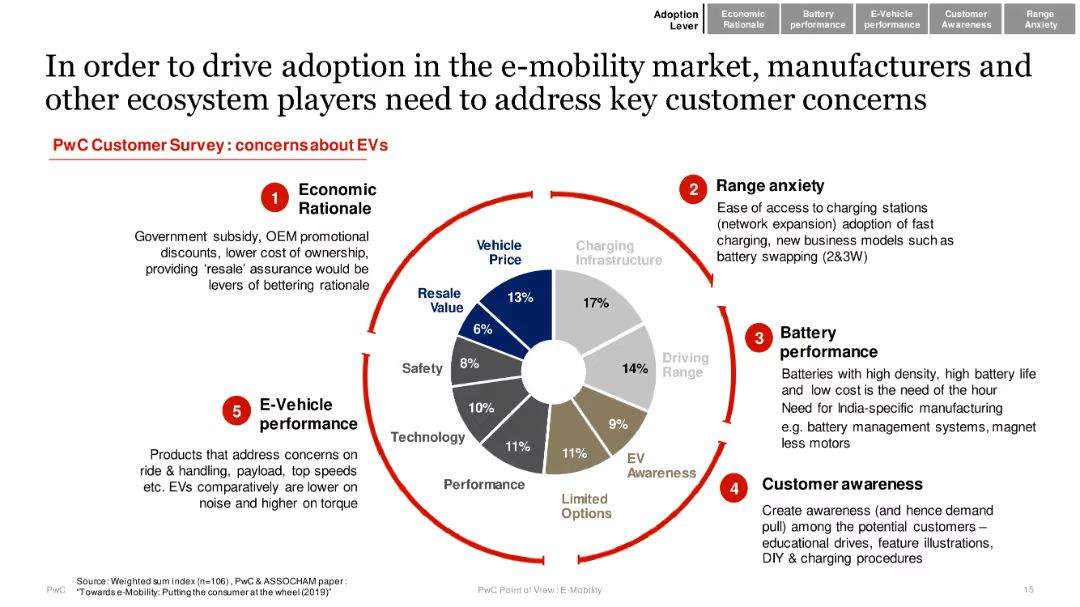 Adoption
Lever
Economic
Rationale
Battery
performance
E-Vehicle
performance
Customer
Awareness
Range
Anxiety
In order to drive adoption in the e-mobility market, manufacturers and
other ecosystem players need to address key customer concerns
PwC Customer Survey : concerns about EVs
1
Economic
Rationale
Government subsidy, OEM promotional
discounts, lower cost of ownership,
providing ‘resale’ assurance would be
levers of bettering rationale
2
Range anxiety
Ease of access to charging stations
(network expansion) adoption of fast
charging, new business models such as
battery swapping (2&3W)
Vehicle
Price
13%
Charging
Infrastructure
17%
Resale
Value
6%
Safety
8%
Driving
Range
14%
Technology
10%
Performance
11%
Limited
Options
11%
EV
Awareness
9%
3
Battery
performance
Batteries with high density, high battery life
and low cost is the need of the hour
Need for India-specific manufacturing
e.g. battery management systems, magnet
less motors
5
E-Vehicle
performance
Products that address concerns on
ride & handling, payload, top speeds
etc. EVs comparatively are lower on
noise and higher on torque
4
Customer awareness
Create awareness (and hence demand
pull) among the potential customers –
educational drives, feature illustrations,
DIY & charging procedures
PwC
Source: Weighted sum index (n=106) , PwC & ASSOCHAM paper :
“Towards e-Mobility: Putting the consumer at the wheel (2019)”
PwC Point of View : E-Mobility
15